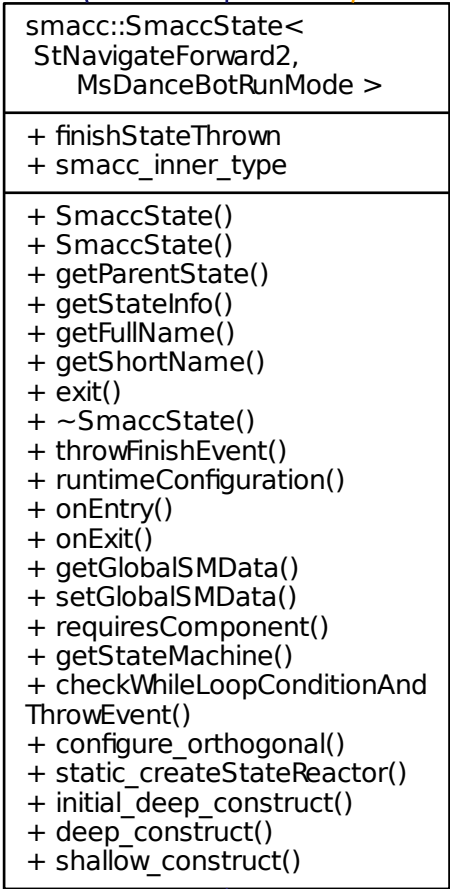 smacc::SmaccState<
StNavigateForward2,
MsDanceBotRunMode >
+ finishStateThrown
+ smacc_inner_type
+ SmaccState()
+ SmaccState()
+ getParentState()
+ getStateInfo()
+ getFullName()
+ getShortName()
+ exit()
+ ~SmaccState()
+ throwFinishEvent()
+ runtimeConfiguration()
+ onEntry()
+ onExit()
+ getGlobalSMData()
+ setGlobalSMData()
+ requiresComponent()
+ getStateMachine()
+ checkWhileLoopConditionAnd
ThrowEvent()
+ configure_orthogonal()
+ static_createStateReactor()
+ initial_deep_construct()
+ deep_construct()
+ shallow_construct()